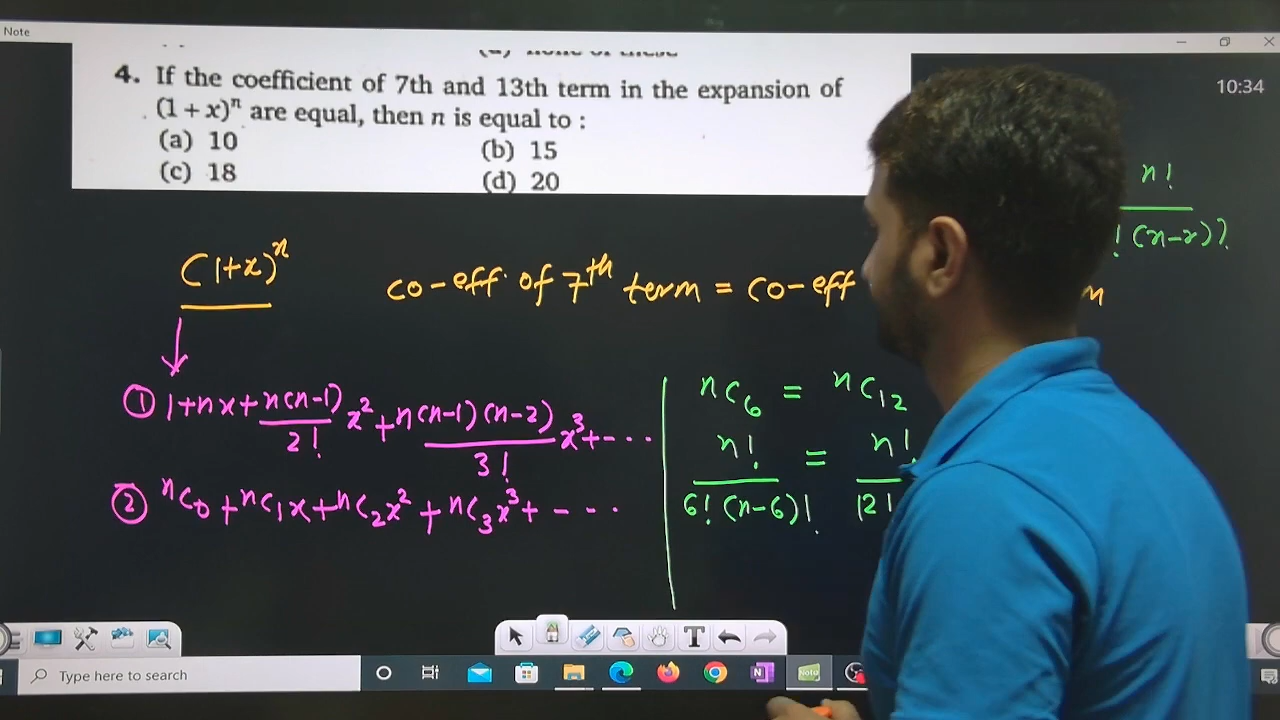 Note
4. If the coefficient of 7th and 13th term in the expansion of
(1 + x)ⁿ are equal, then n is equal to :
(a) 10
(b) 15
(c) 18
(d) 20
10:34
n!
! (n-r)!
(1+x)ⁿ
co-eff. of 7th term = co-eff
① 1+nx+ n(n-1)/2! x² + n(n-1)(n-2)/3! x³+---
② nC0 + nC1x + nC2x² + nC3x³ + ----
nC6 = nC12
n!/6!(n-6)! = n!/12!
T
Type here to search
N
Note